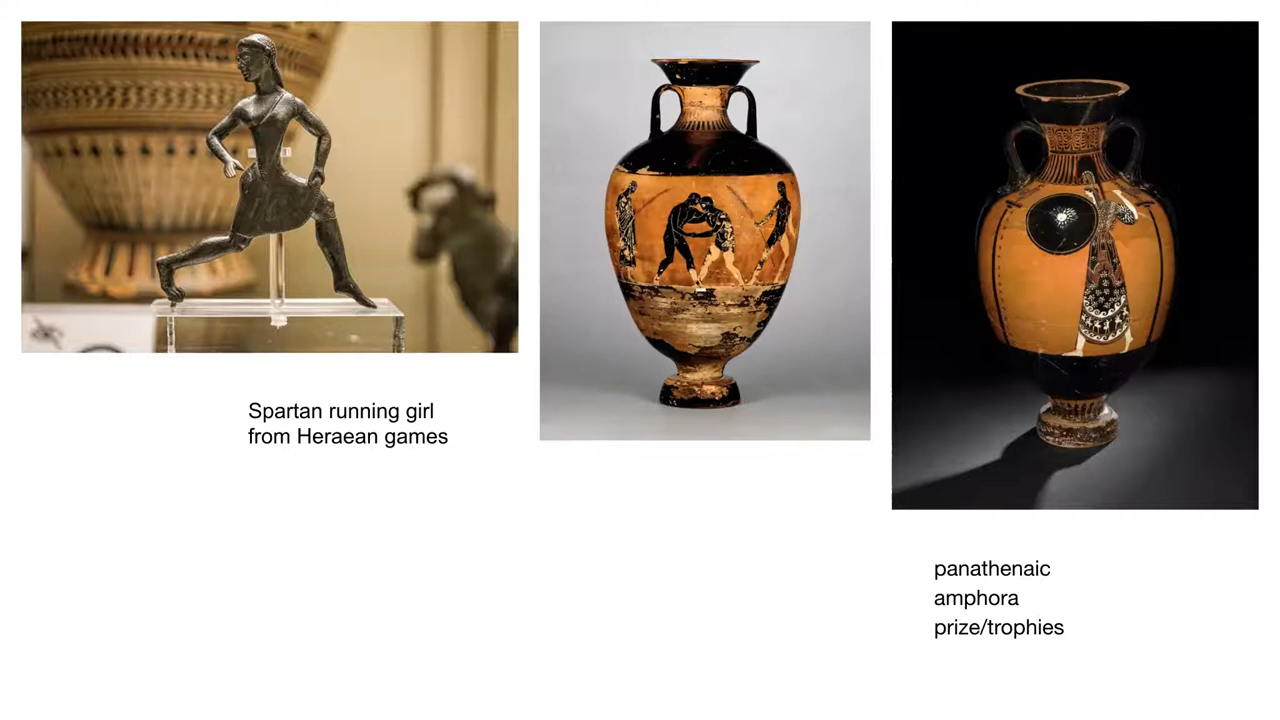 Spartan running girl
from Heraean games
panathenaic
amphora
prize/trophies